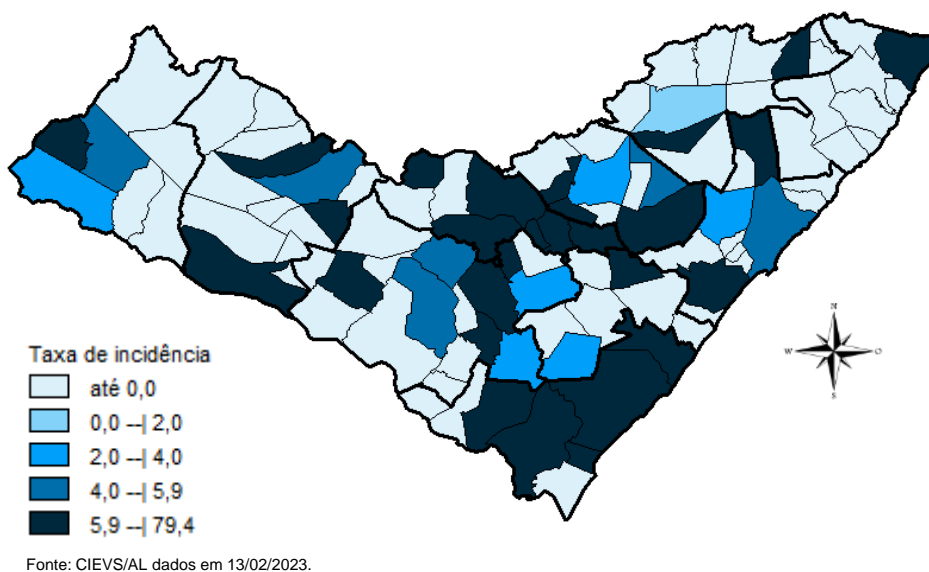 N
W
O
S
Taxa de incidência
até 0,0
0,0 --| 2,0
2,0 --| 4,0
4,0 --| 5,9
5,9 --| 79,4
Fonte: CIEVS/AL dados em 13/02/2023.